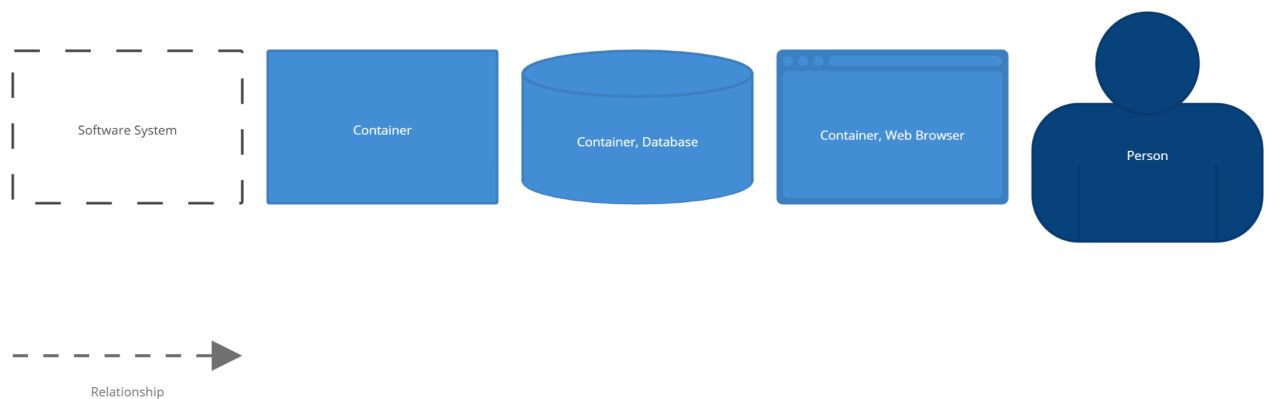 Software System
Container
Container, Database
Container, Web Browser
Person
Relationship